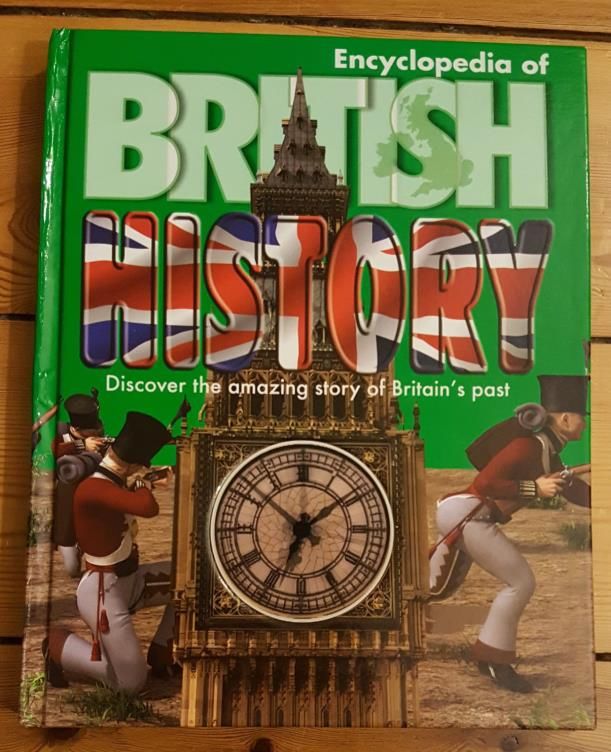 Encyclopedia of
BRITISH
HISTORY
Discover the amazing story of Britain's past